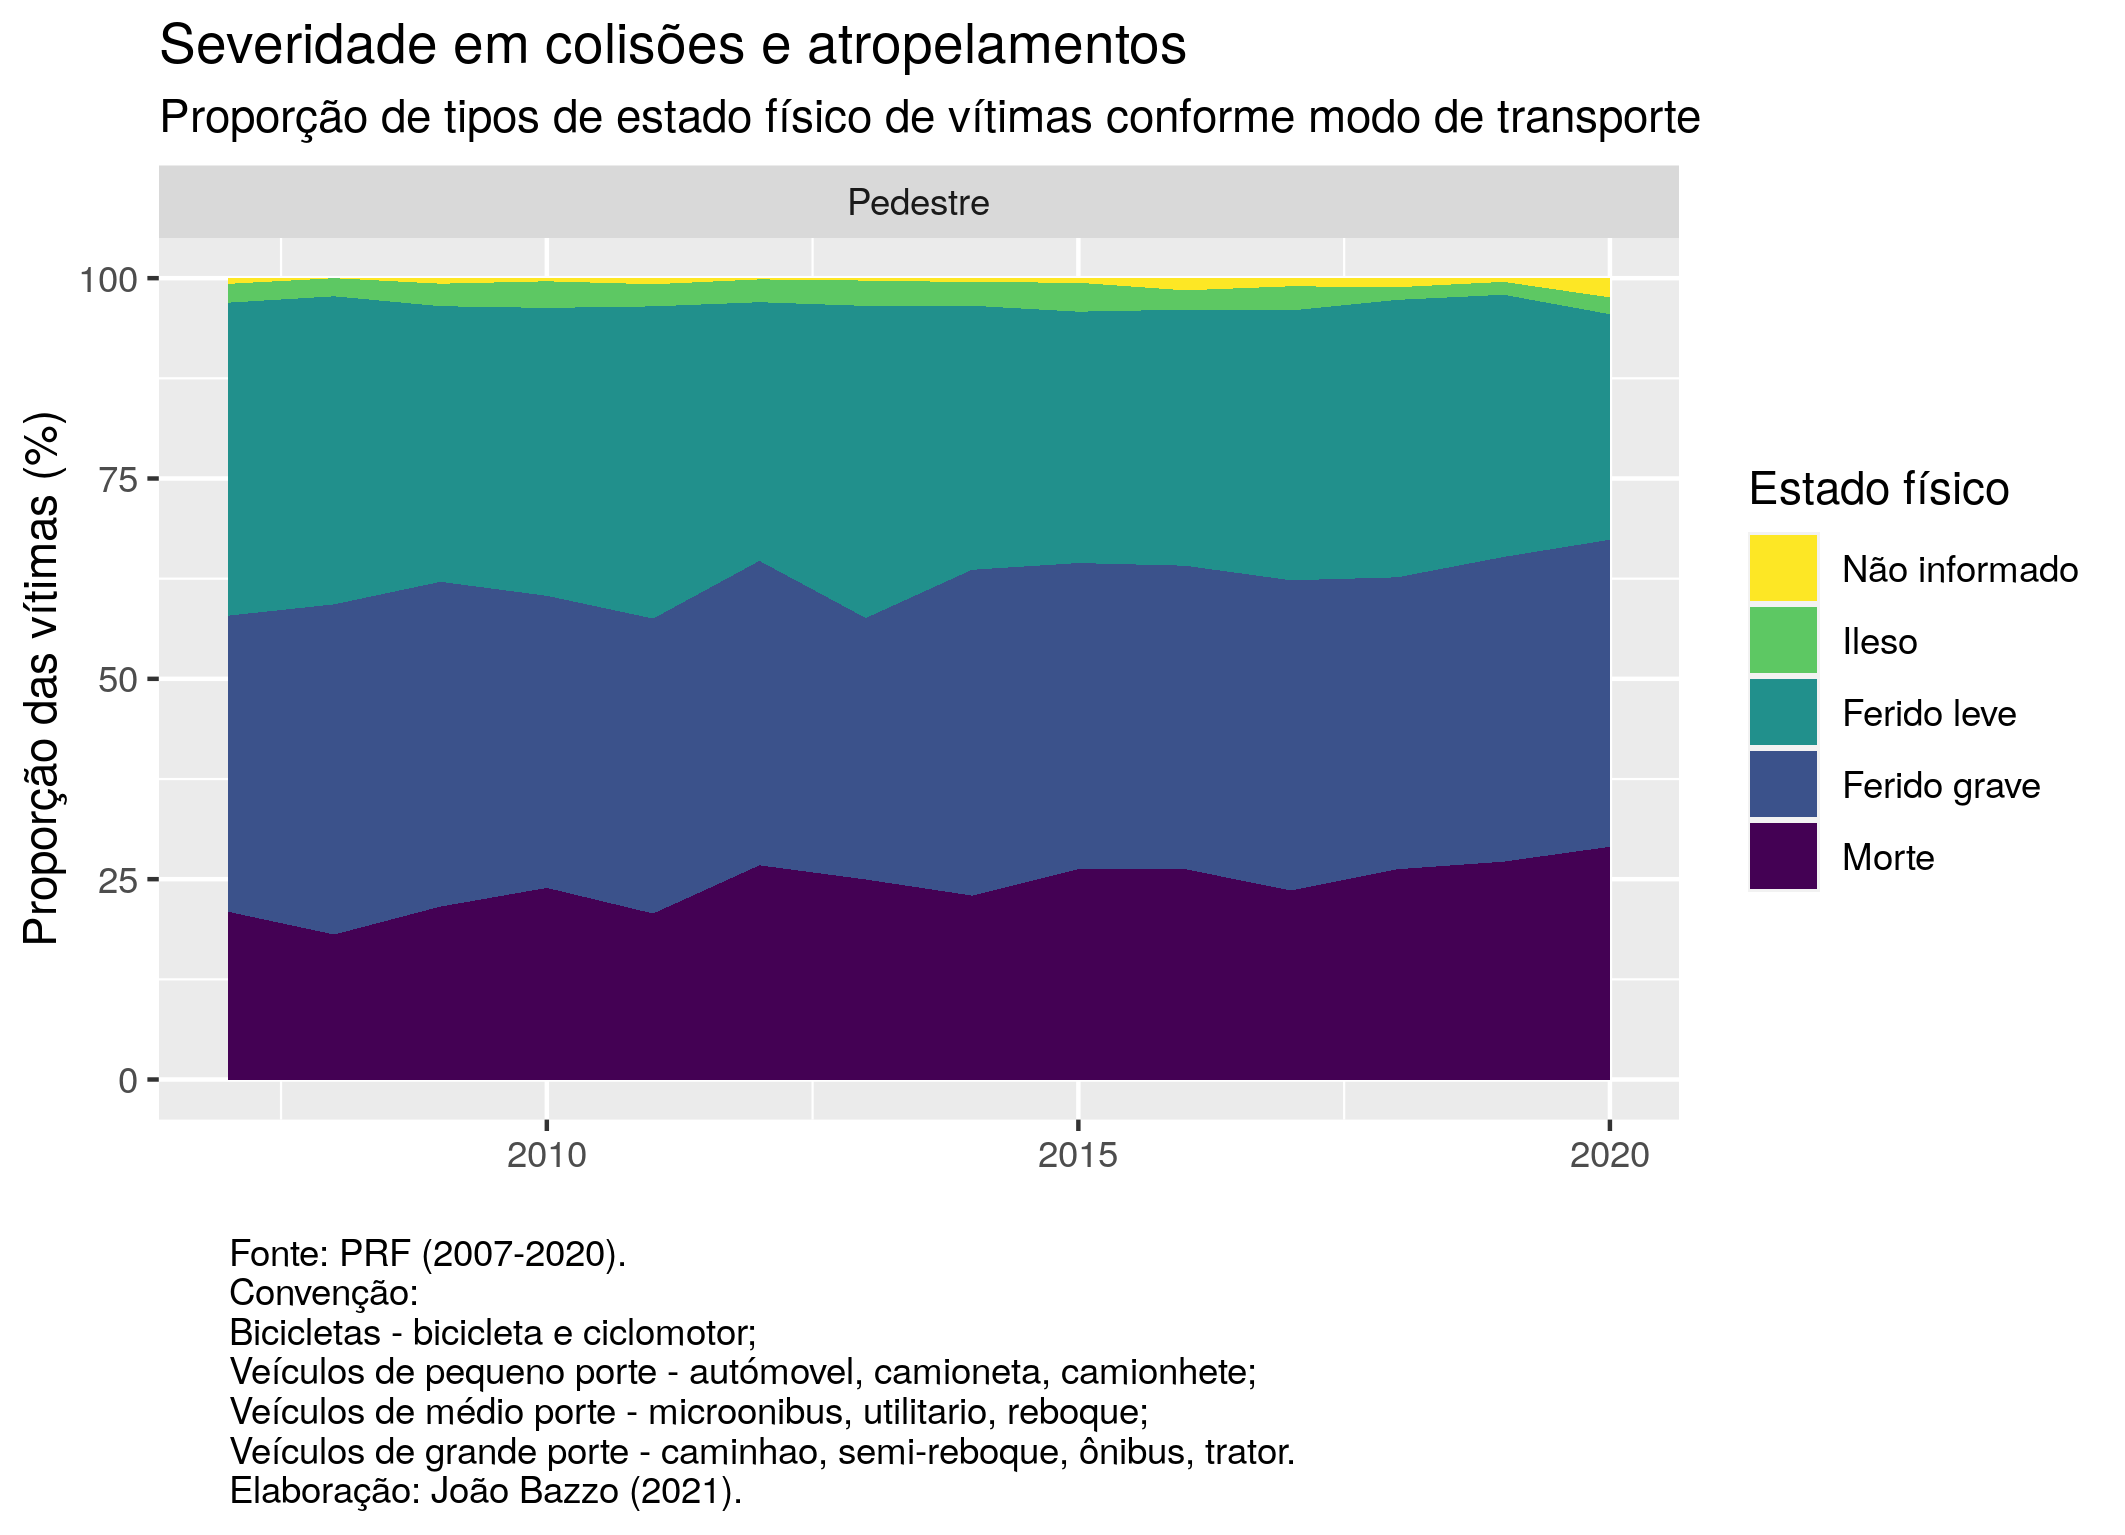 Severidade em colisões e atropelamentos
Proporção de tipos de estado físico de vítimas conforme modo de transporte
Pedestre
Proporção das vítimas (%)
100
75
50
25
0
2010
2015
2020
Estado físico
Não informado
Ileso
Ferido leve
Ferido grave
Morte
Fonte: PRF (2007-2020).
Convenção:
Bicicletas - bicicleta e ciclomotor;
Veículos de pequeno porte - autómovel, camioneta, camionhete;
Veículos de médio porte - microonibus, utilitario, reboque;
Veículos de grande porte - caminhao, semi-reboque, ônibus, trator.
Elaboração: João Bazzo (2021).